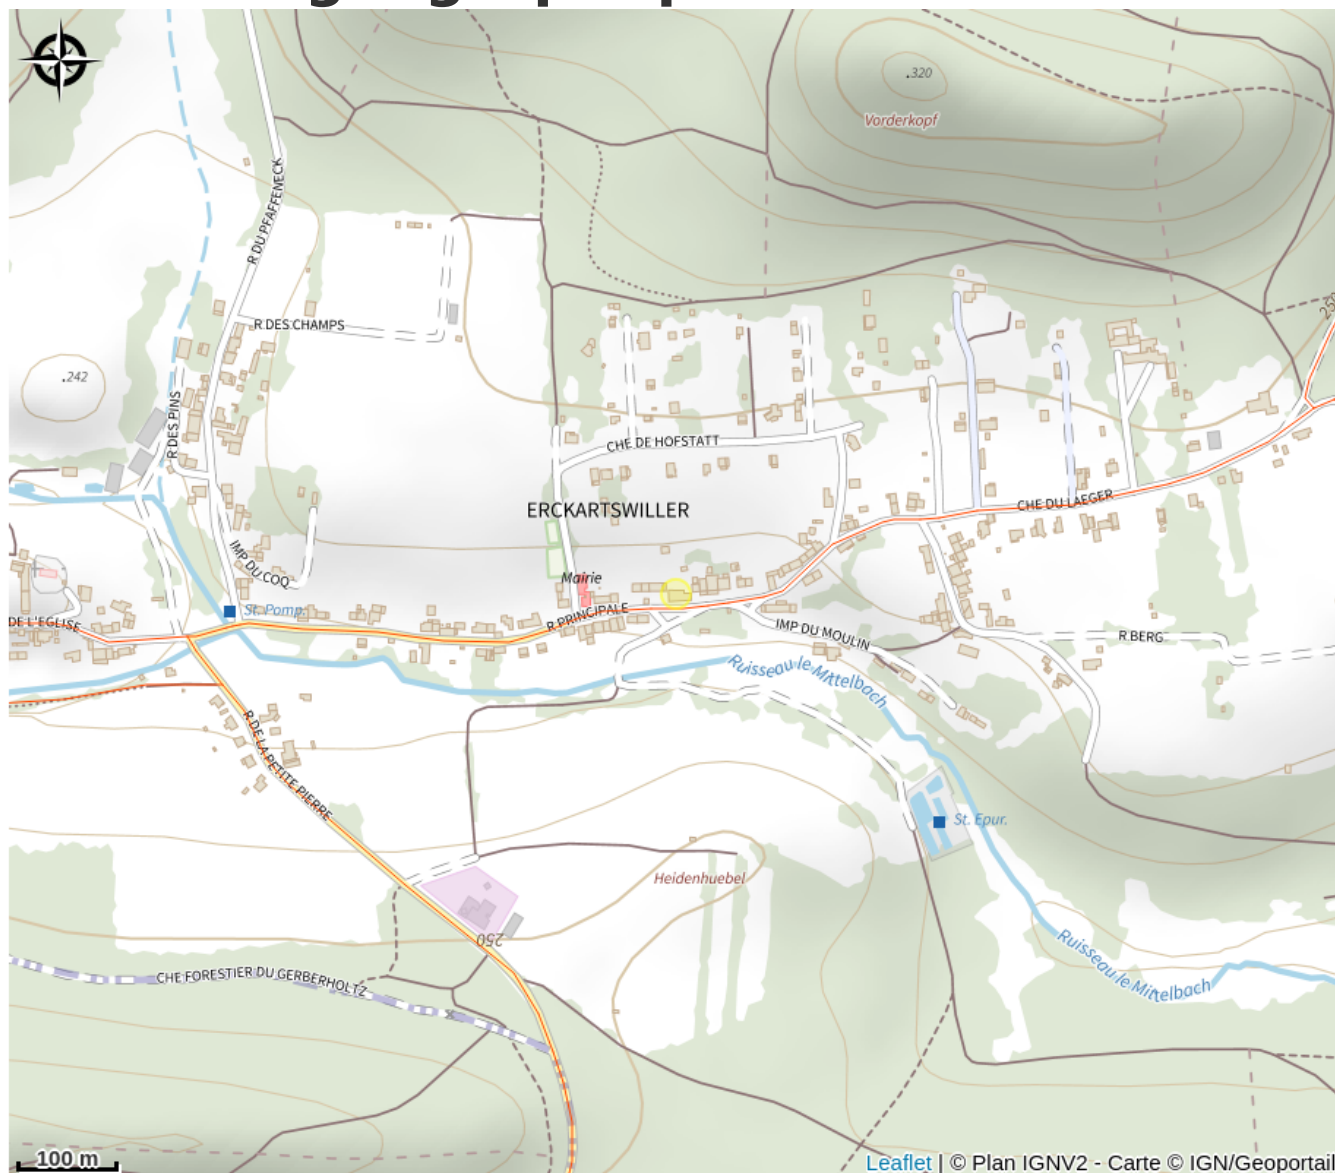 .320
Vorderkopf
R DU PFAFFENECK
R DES CHAMPS
.242
R DES PINS
CHE DE HOFSTATT
ERCKARTSWILLER
CHE DU LAEGER
IMP DU COQ
Mairie
St. Pomp.
DE L'EGLISE
R PRINCIPALE
IMP DU MOULIN
R BERG
Ruisseau le Mittelbach
R DE LA PETITE PIERRE
St. Epur.
Heidenhuebel
250
Ruisseau le Mittelbach
CHE FORESTIER DU GERBERHOLTZ
100 m
Leaflet | © Plan IGNV2 - Carte © IGN/Geoportail